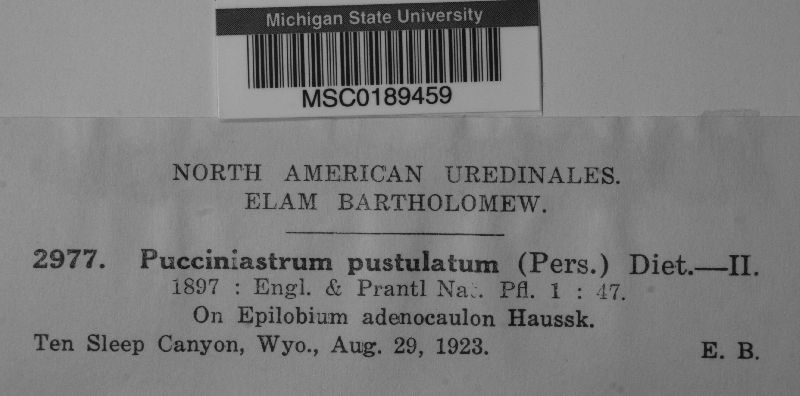 Michigan State University
MSC0189459
NORTH AMERICAN UREDINALES.
ELAM BARTHOLOMEW.
2977. Pucciniastrum pustulatum (Pers.) Diet.—II.
1897 : Engl. & Prantl Nat. Pfl. 1 : 47.
On Epilobium adenocaulon Haussk.
Ten Sleep Canyon, Wyo., Aug. 29, 1923. E. B.